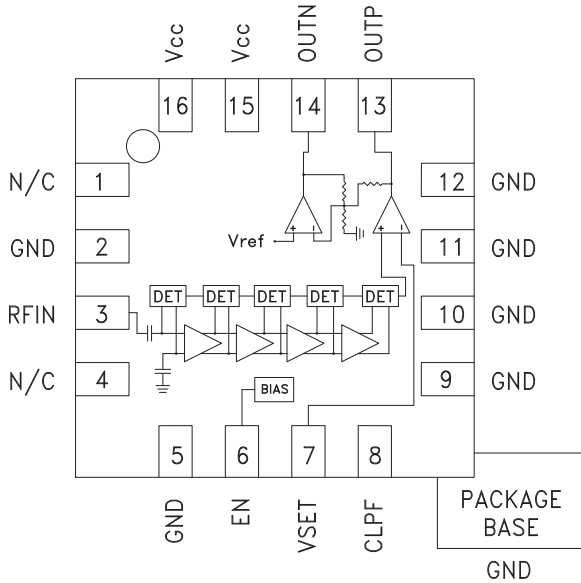 Vcc
Vcc
OUTN
OUTP
16
15
14
13
N/C
1
GND
2
RFIN
3
N/C
4
12
GND
11
GND
10
GND
9
GND
+
-
+
-
Vref
DET
DET
DET
DET
DET
BIAS
5
6
7
8
GND
EN
VSET
CLPF
PACKAGE
BASE
GND